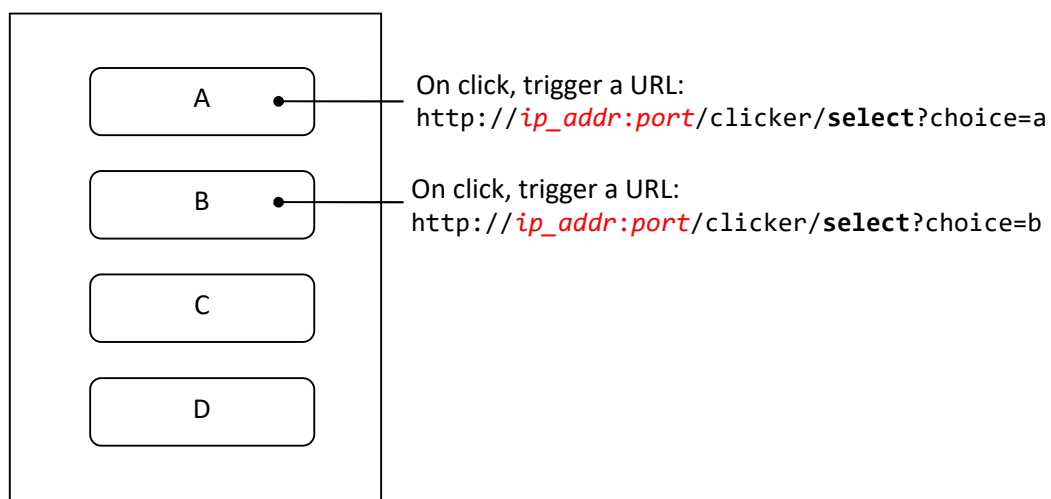 A
On click, trigger a URL:
http://ip_addr:port/clicker/select?choice=a
B
On click, trigger a URL:
http://ip_addr:port/clicker/select?choice=b
C
D